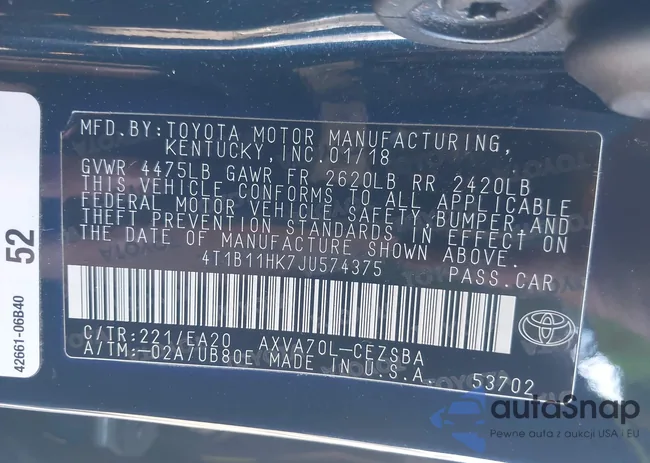 MFD.BY:TOYOTA MOTOR MANUFACTURING,
KENTUCKY,INC.01/18
GVWR 4475LB GAWR FR 2620LB RR 2420LB
THIS VEHICLE CONFORMS TO ALL APPLICABLE
FEDERAL MOTOR VEHICLE SAFETY,BUMPER,AND
THEFT PREVENTION STANDARDS IN EFFECT ON
THE DATE OF MANUFACTURE SHOWN ABOVE.
4T1B11HK7JU574375 PASS.CAR
C/TR:221/EA20 AXVA70L-CEZSBA
A/TM:-02A/UB80E MADE IN U.S.A. 53702
52
42661-06B40
autoSnap
Pewne auta z aukcji USA i EU